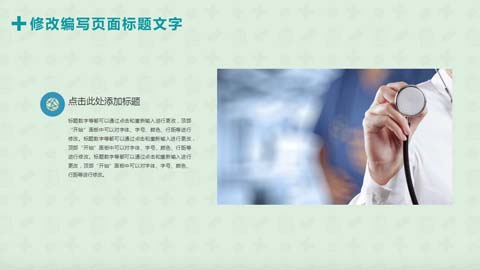 修改编写页面标题文字
点击此处添加标题
标题数字等都可以通过点击和重新输入进行更改，顶部
“开始”面板中可以对字体、字号、颜色、行距等进
行修改。标题数字等都可以通过点击和重新输入进行更改，
顶部“开始”面板中可以对字体、字号、颜色、行距等
进行修改。标题数字等都可以通过点击和重新输入进行
更改，顶部“开始”面板中可以对字体、字号、颜色、
行距等进行修改。